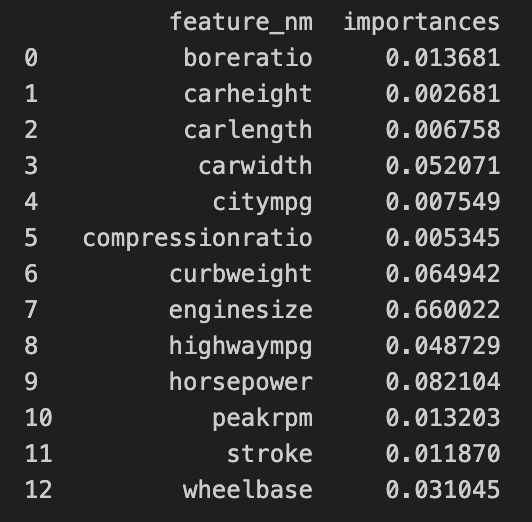 feature_nm importances
0 boreratio 0.013681
1 carheight 0.002681
2 carlength 0.006758
3 carwidth 0.052071
4 citympg 0.007549
5 compressionratio 0.005345
6 curbweight 0.064942
7 enginesize 0.660022
8 highwaympg 0.048729
9 horsepower 0.082104
10 peakrpm 0.013203
11 stroke 0.011870
12 wheelbase 0.031045